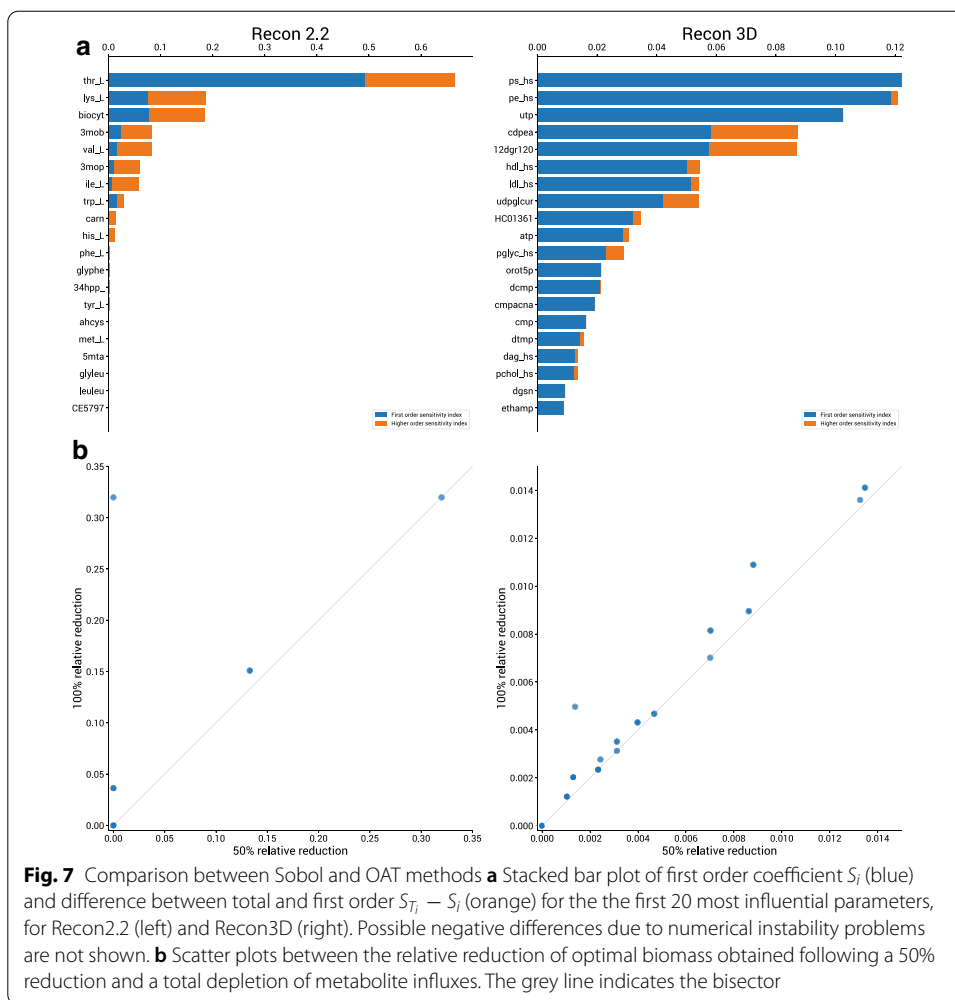 a
Recon 2.2
0.0 0.1 0.2 0.3 0.4 0.5 0.6
thr_L
lys_L
biocyt
3mob
val_L
3mop
ile_L
trp_L
carn
his_L
phe_L
glyphe
34hpp_
tyr_L
ahcys
met_L
5mta
glyleu
leuleu
CE5797
First order sensitivity index
Higher order sensitivity index
Recon 3D
0.00 0.02 0.04 0.06 0.08 0.10 0.12
ps_hs
pe_hs
utp
cdpea
12dgr120
hdl_hs
ldl_hs
udpglcur
HC01361
atp
pglyc_hs
orot5p
dcmp
cmpacna
cmp
dtmp
dag_hs
pchol_hs
dgsn
ethamp
First order sensitivity index
Higher order sensitivity index
b
100% relative reduction
0.35
0.30
0.25
0.20
0.15
0.10
0.05
0.00
0.00 0.05 0.10 0.15 0.20 0.25 0.30 0.35
50% relative reduction
100% relative reduction
0.014
0.012
0.010
0.008
0.006
0.004
0.002
0.000
0.000 0.002 0.004 0.006 0.008 0.010 0.012 0.014
50% relative reduction
Fig. 7 Comparison between Sobol and OAT methods a Stacked bar plot of first order coefficient Si (blue)
and difference between total and first order STi − Si (orange) for the the first 20 most influential parameters,
for Recon2.2 (left) and Recon3D (right). Possible negative differences due to numerical instability problems
are not shown. b Scatter plots between the relative reduction of optimal biomass obtained following a 50%
reduction and a total depletion of metabolite influxes. The grey line indicates the bisector